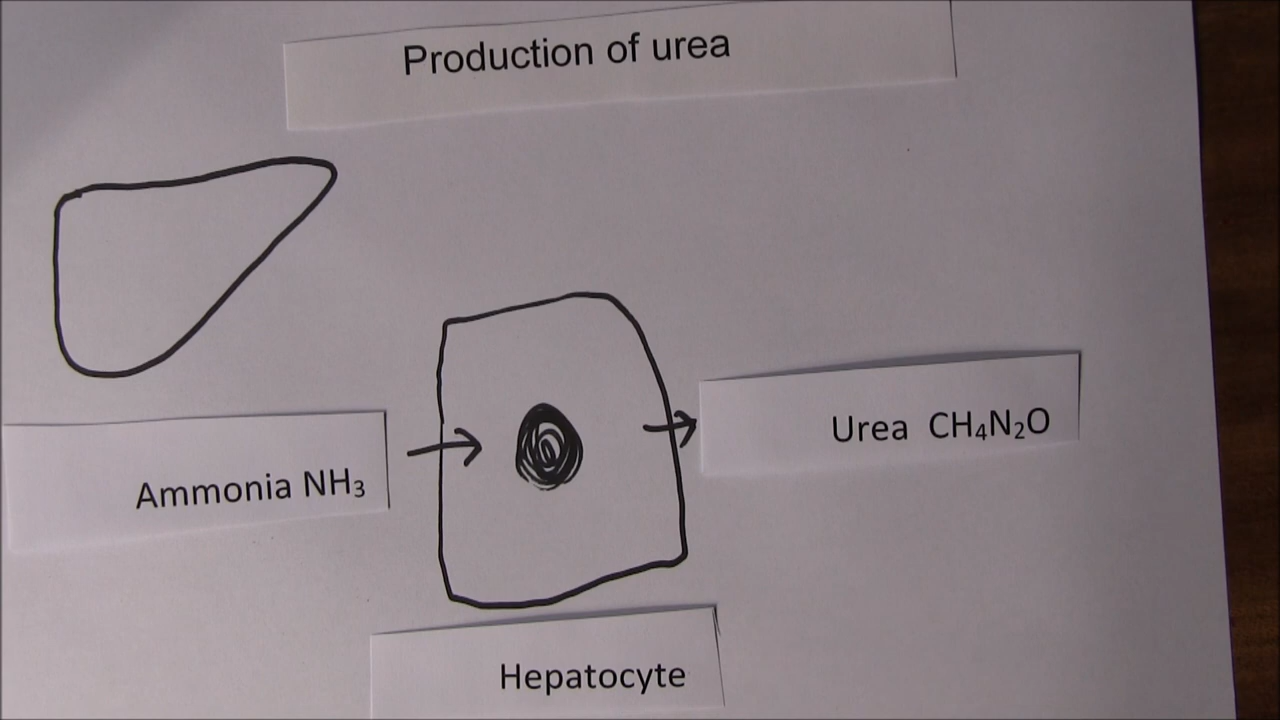 Production of urea
Ammonia NH₃
Urea CH₄N₂O
Hepatocyte